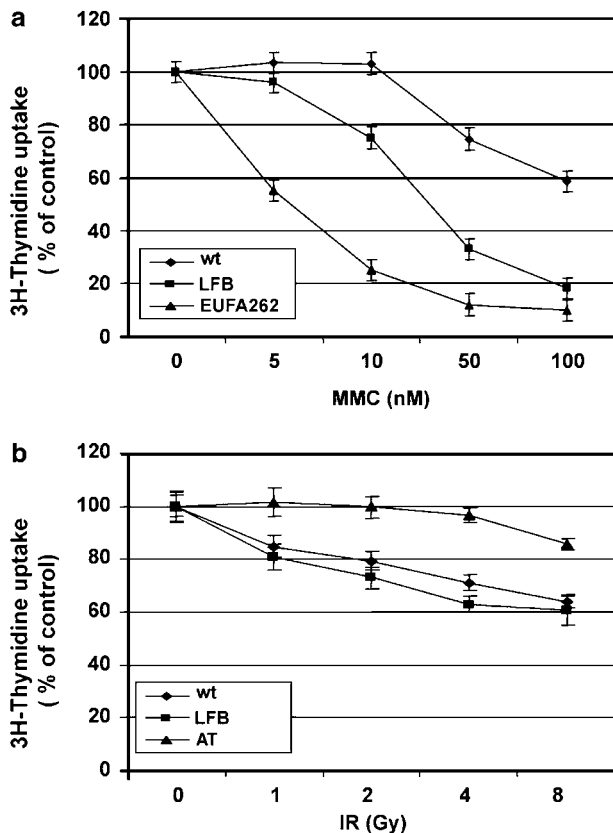 a
120
100
80
60
40
20
0
3H-Thymidine uptake
( % of control)
wt
LFB
EUFA262
0 5 10 50 100
MMC (nM)
b
120
100
80
60
40
20
0
3H-Thymidine uptake
( % of control)
wt
LFB
AT
0 1 2 4 8
IR (Gy)